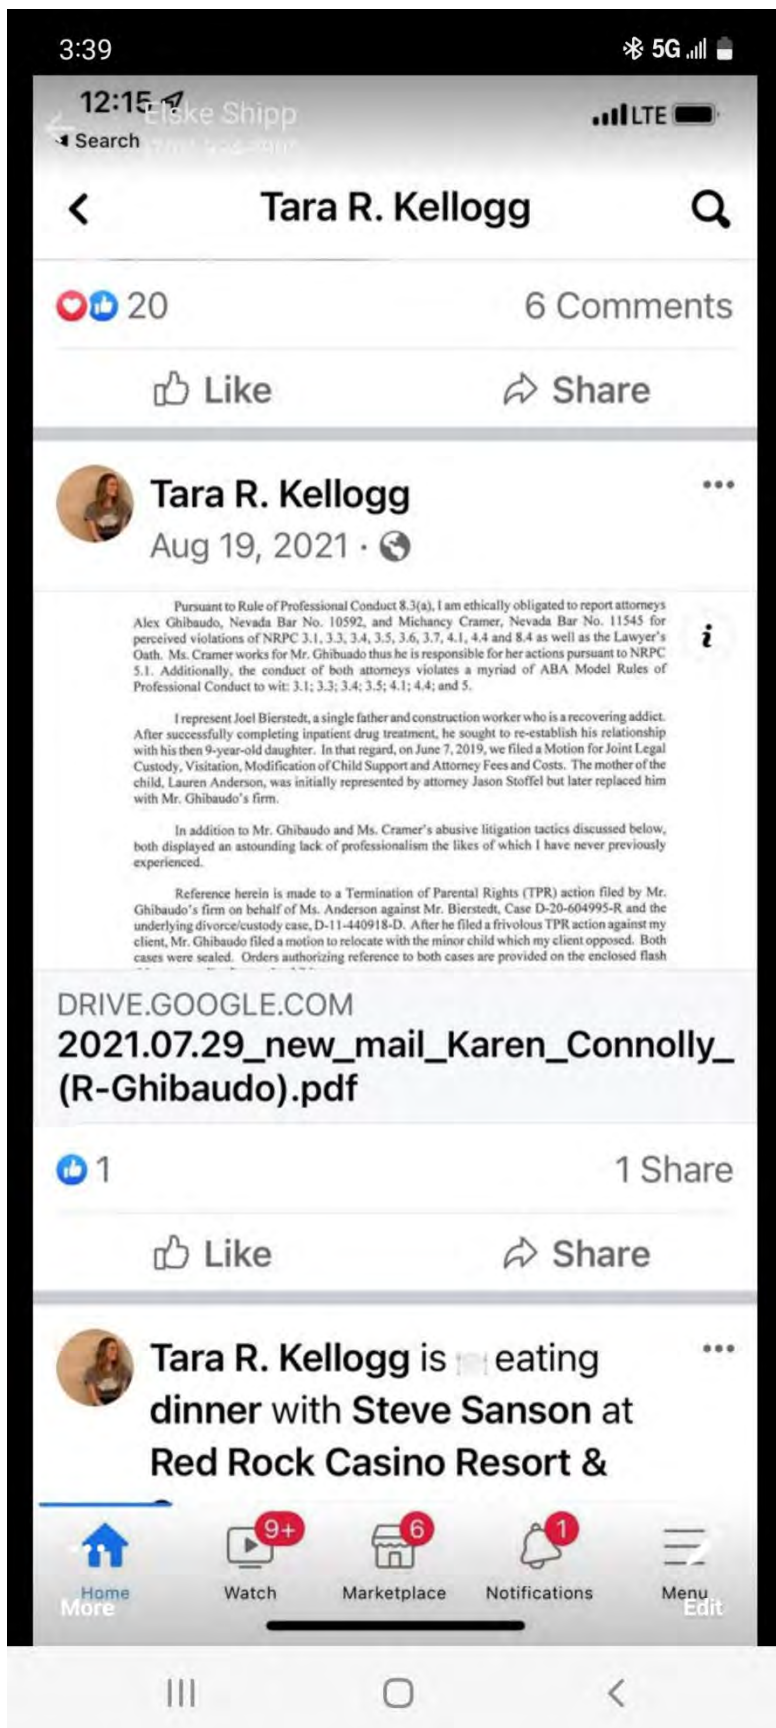 3:39
5G
12:15
Elske Shipp
LTE
Search
Tara R. Kellogg
20
6 Comments
Like
Share
Tara R. Kellogg
Aug 19, 2021 ·
Pursuant to Rule of Professional Conduct 8.3(a), I am ethically obligated to report attorneys
Alex Ghibaudo, Nevada Bar No. 10592, and Michancy Cramer, Nevada Bar No. 11545 for
perceived violations of NRPC 3.1, 3.3, 3.4, 3.5, 3.6, 3.7, 4.1, 4.4 and 8.4 as well as the Lawyer's
Oath. Ms. Cramer works for Mr. Ghibuado thus he is responsible for her actions pursuant to NRPC
5.1. Additionally, the conduct of both attorneys violates a myriad of ABA Model Rules of
Professional Conduct to wit: 3.1; 3.3; 3.4; 3.5; 4.1; 4.4; and 5.
I represent Joel Bierstedt, a single father and construction worker who is a recovering addict.
After successfully completing inpatient drug treatment, he sought to re-establish his relationship
with his then 9-year-old daughter. In that regard, on June 7, 2019, we filed a Motion for Joint Legal
Custody, Visitation, Modification of Child Support and Attorney Fees and Costs. The mother of the
child, Lauren Anderson, was initially represented by attorney Jason Stoffel but later replaced him
with Mr. Ghibaudo's firm.
In addition to Mr. Ghibaudo and Ms. Cramer's abusive litigation tactics discussed below,
both displayed an astounding lack of professionalism the likes of which I have never previously
experienced.
Reference herein is made to a Termination of Parental Rights (TPR) action filed by Mr.
Ghibaudo's firm on behalf of Ms. Anderson against Mr. Bierstedt, Case D-20-604995-R and the
underlying divorce/custody case, D-11-440918-D. After he filed a frivolous TPR action against my
client, Mr. Ghibaudo filed a motion to relocate with the minor child which my client opposed. Both
cases were sealed. Orders authorizing reference to both cases are provided on the enclosed flash
DRIVE.GOOGLE.COM
2021.07.29_new_mail_Karen_Connolly_
(R-Ghibaudo).pdf
1
1 Share
Like
Share
Tara R. Kellogg is eating
dinner with Steve Sanson at
Red Rock Casino Resort &
9+
6
1
Home
Watch
Marketplace
Notifications
Menu
More
Edit